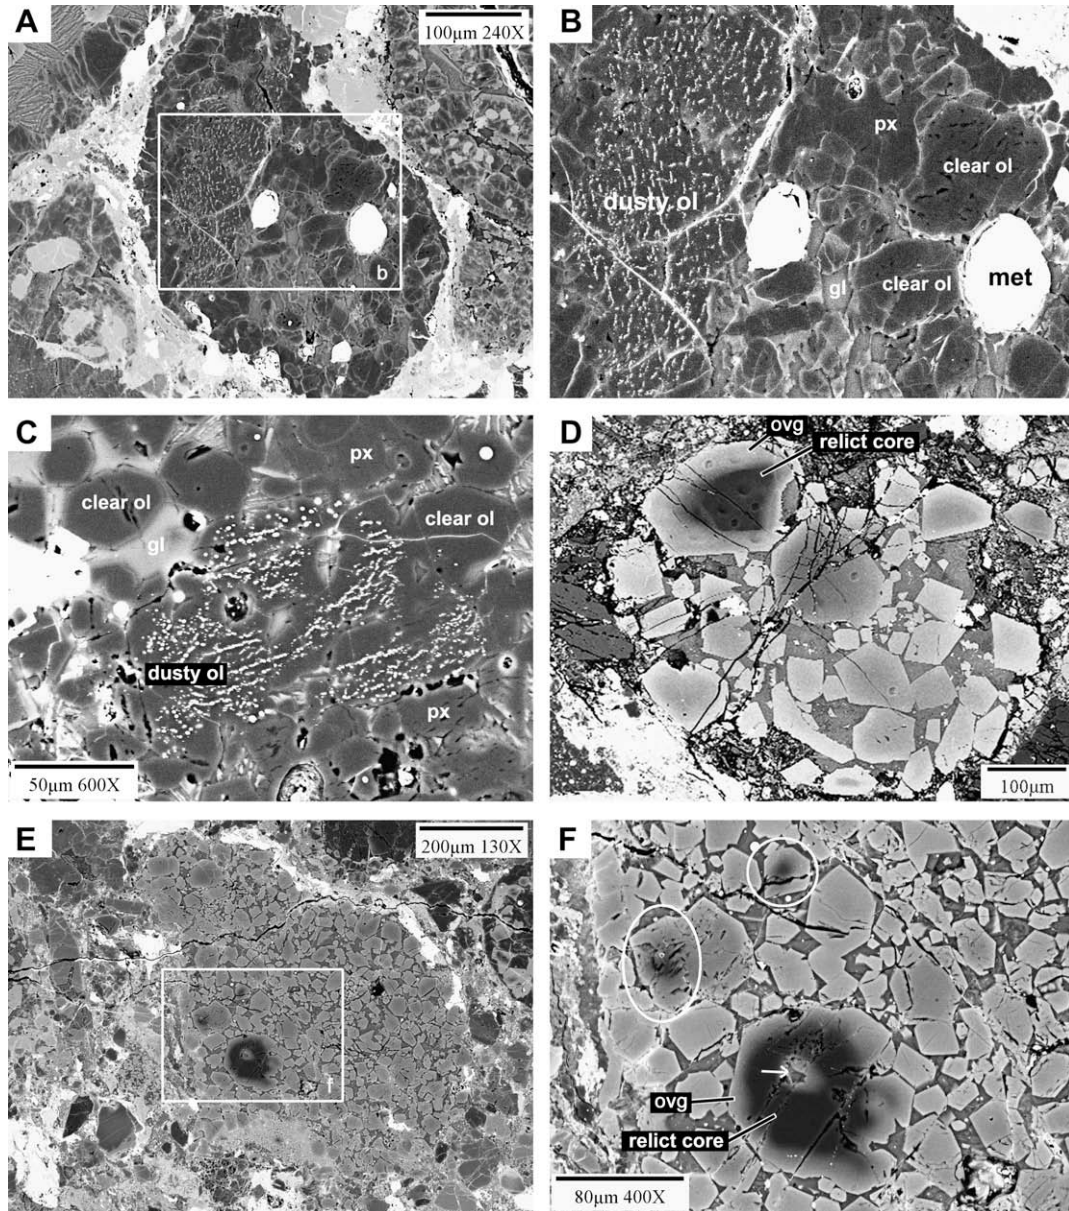 A
100µm 240X
b
B
px
clear ol
dusty ol
gl
clear ol
met
C
px
clear ol
clear ol
gl
dusty ol
px
50µm 600X
D
ovg
relict core
100µm
E
200µm 130X
f
F
ovg
relict core
80µm 400X